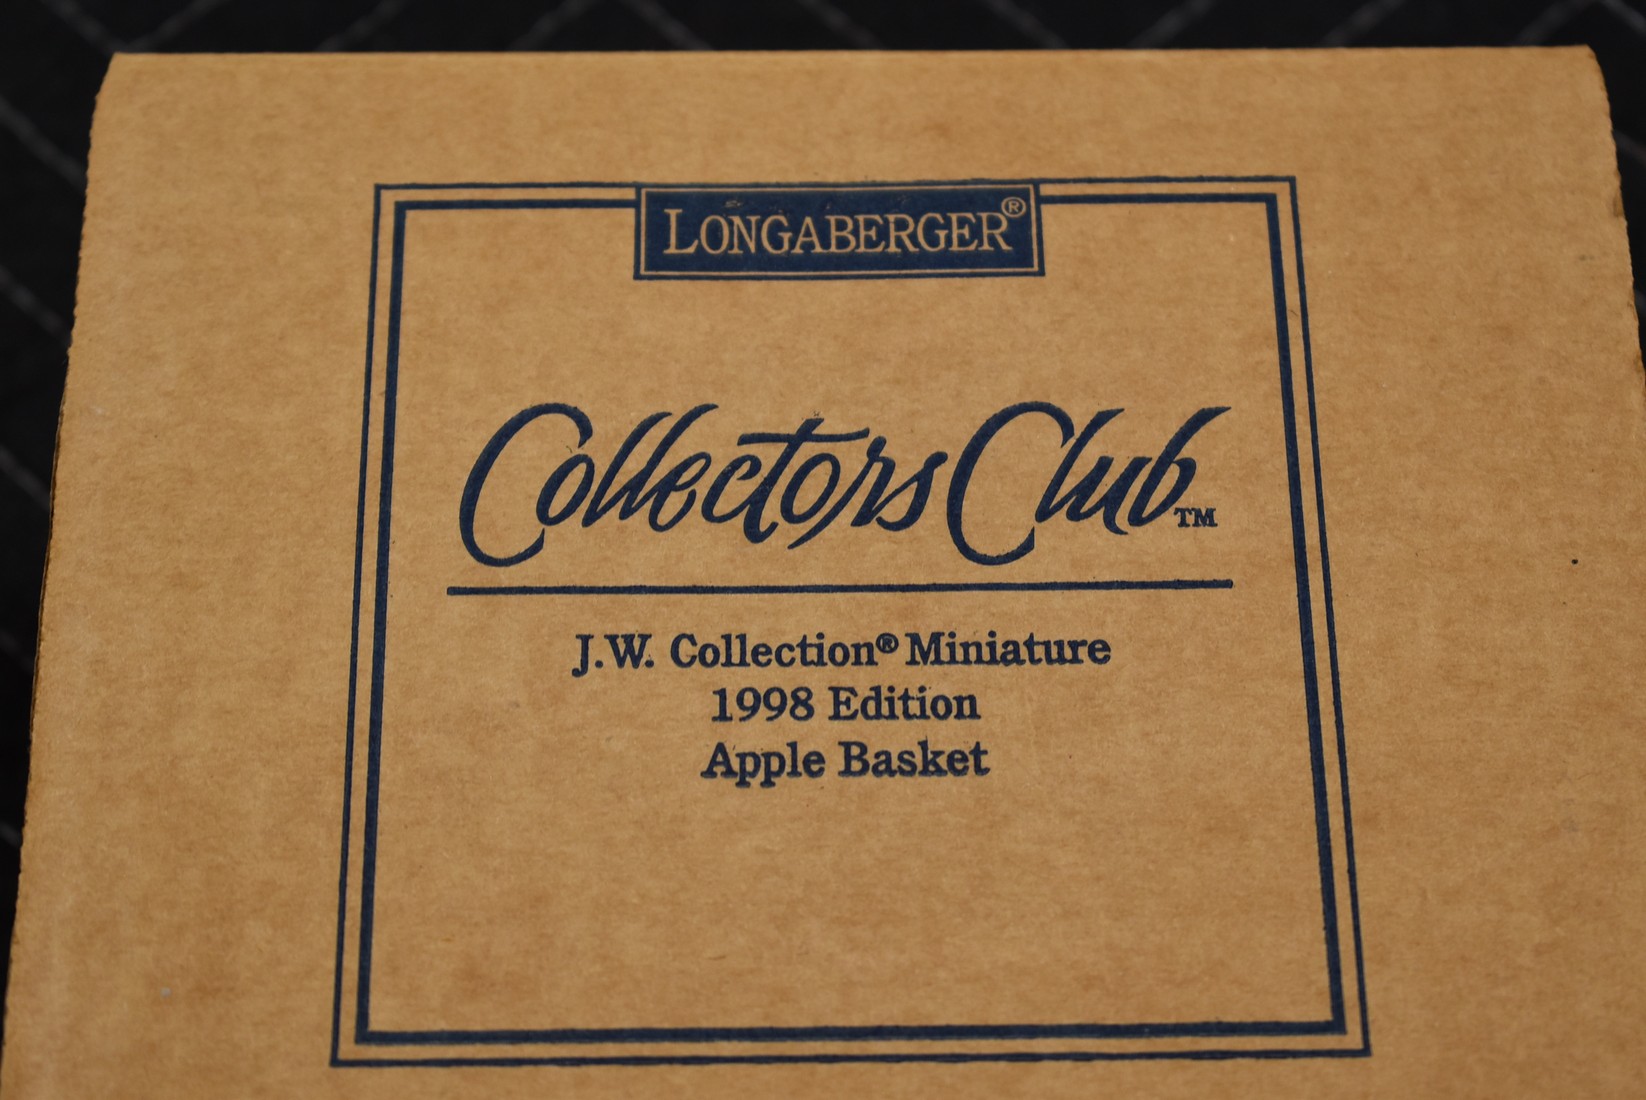 LONGABERGER®
Collectors Club™
J.W. Collection® Miniature
1998 Edition
Apple Basket